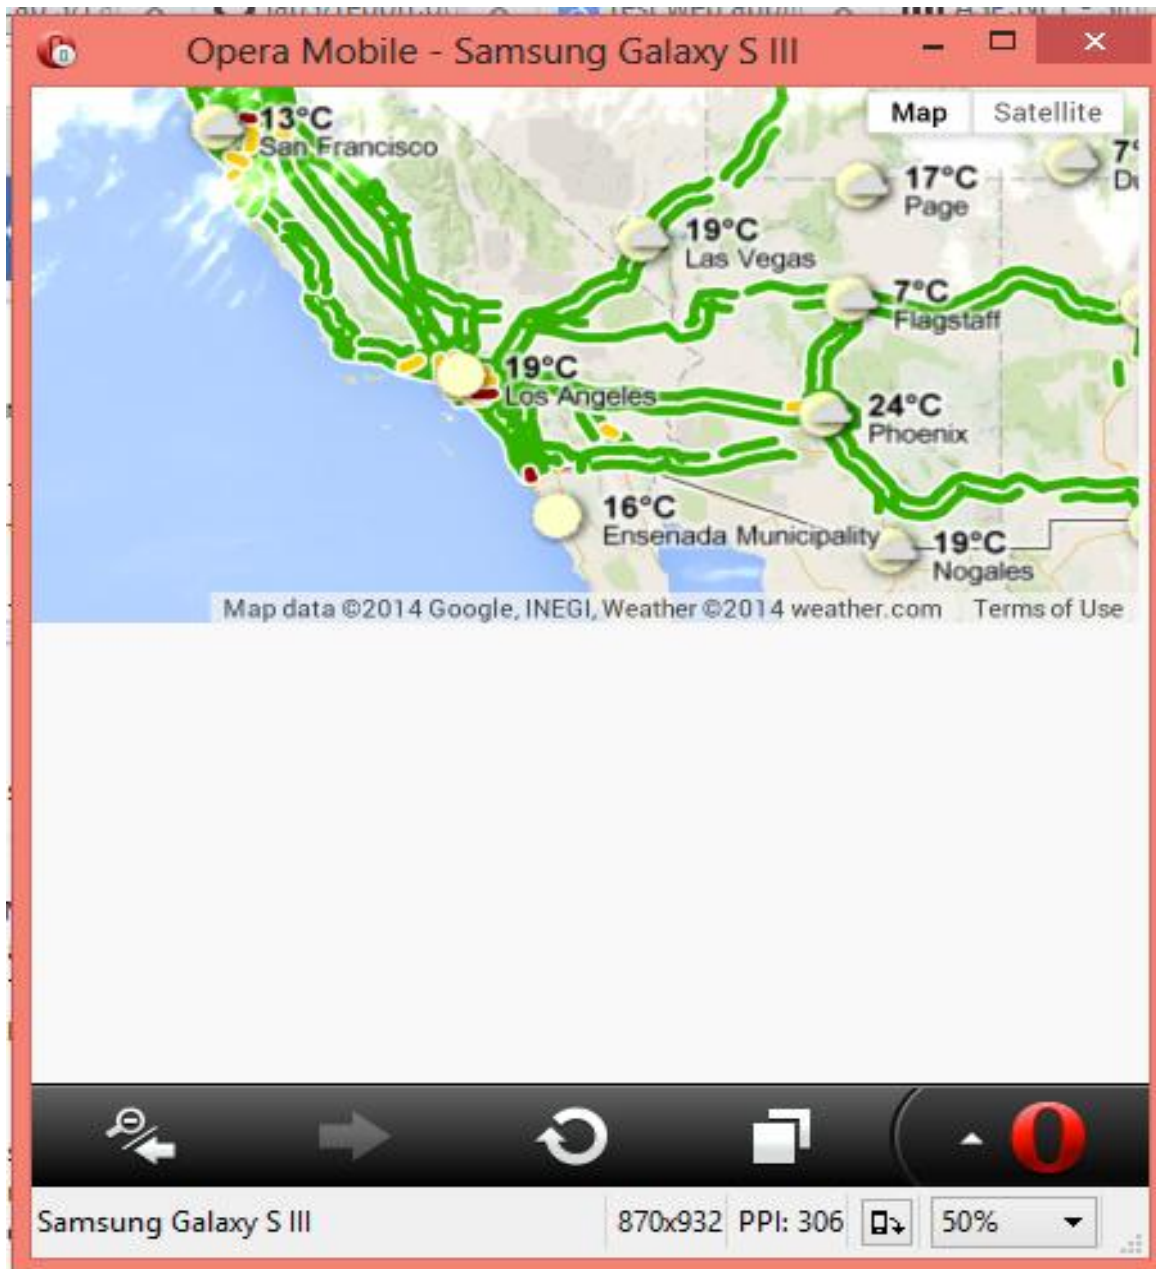 Opera Mobile - Samsung Galaxy S III
Map Satellite
13°C
San Francisco
17°C
Page
7°
19°C
Las Vegas
7°C
Flagstaff
19°C
Los Angeles
24°C
Phoenix
16°C
Ensenada Municipality
19°C
Nogales
Map data ©2014 Google, INEGI, Weather ©2014 weather.com Terms of Use
Samsung Galaxy S III 870x932 PPI: 306 50%